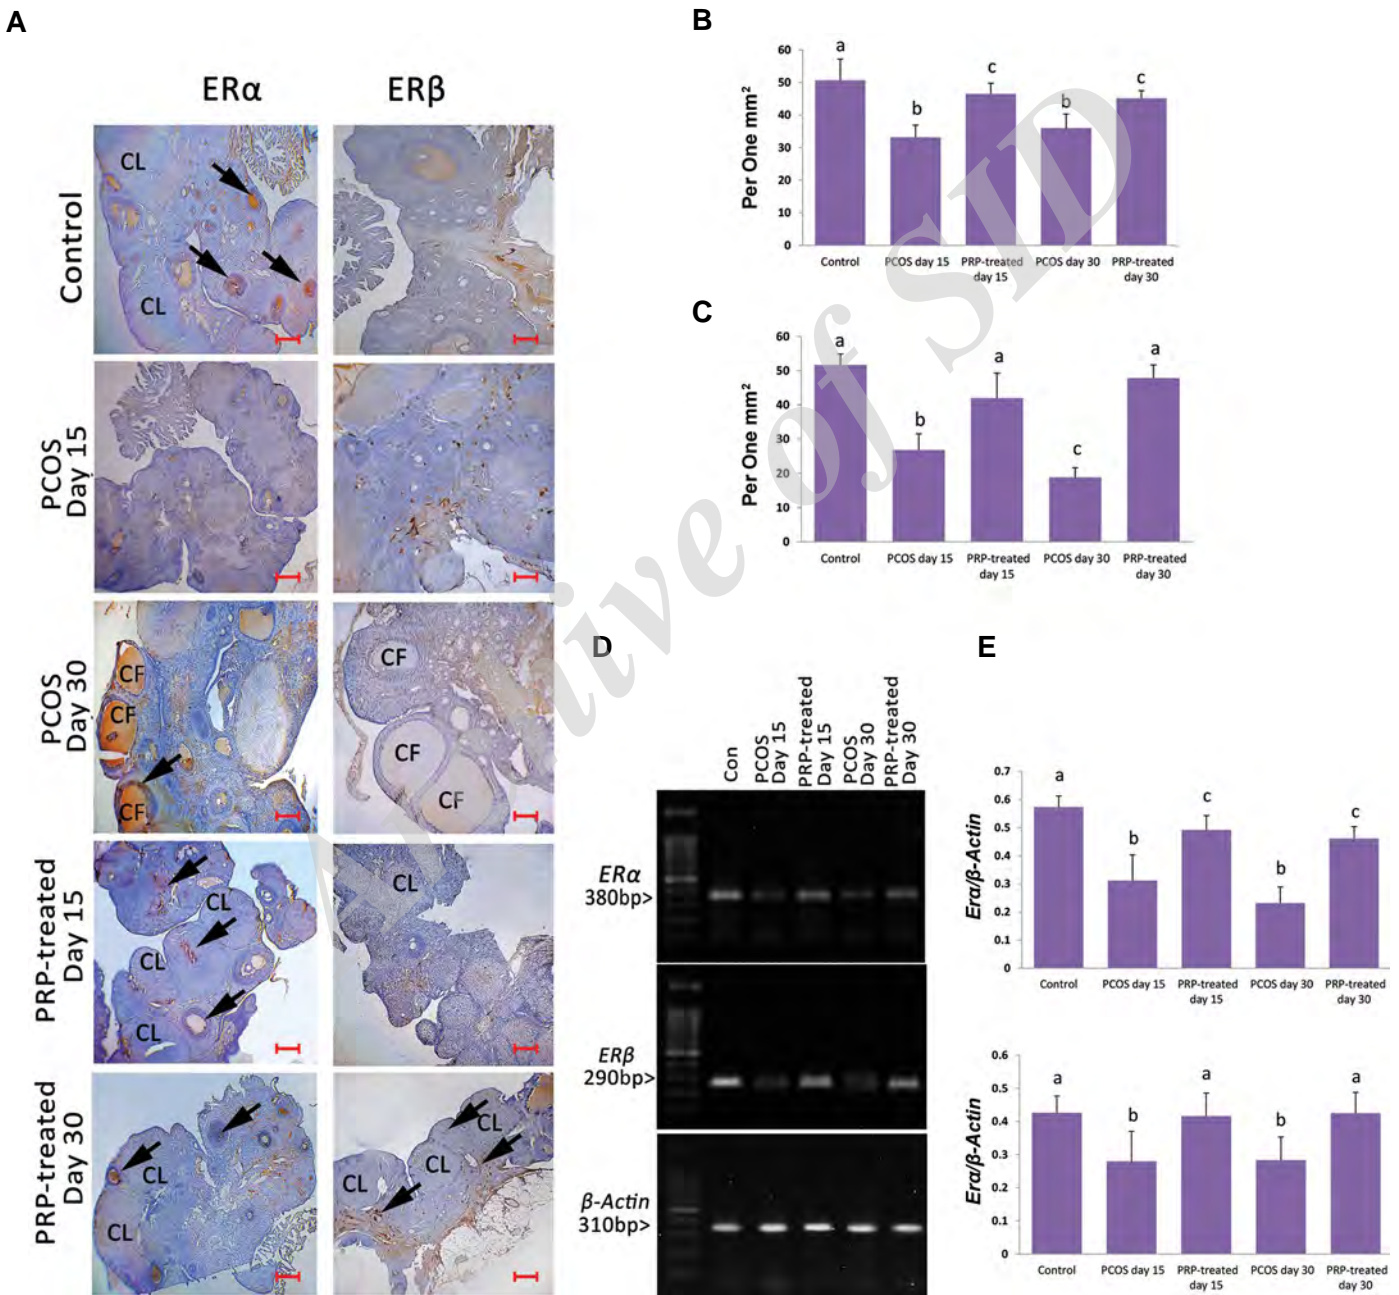 A
ERα
ERβ
Control
CL
CL
PCOS
Day 15
PCOS
Day 30
CF
CF
CF
CF
CF
CF
PRP-treated
Day 15
CL
CL
CL
CL
PRP-treated
Day 30
CL
CL
CL
CL
CL
B
Per One mm²
60
50
40
30
20
10
0
a
b
c
b
c
Control
PCOS day 15
PRP-treated
day 15
PCOS day 30
PRP-treated
day 30
C
Per One mm²
60
50
40
30
20
10
0
a
b
a
c
a
Control
PCOS day 15
PRP-treated
day 15
PCOS day 30
PRP-treated
day 30
D
Con
PCOS
Day 15
PRP-treated
Day 15
PCOS
Day 30
PRP-treated
Day 30
ERα
380bp>
ERβ
290bp>
β-Actin
310bp>
E
Erα/β-Actin
0.7
0.6
0.5
0.4
0.3
0.2
0.1
0
a
b
c
b
c
Control
PCOS day 15
PRP-treated
day 15
PCOS day 30
PRP-treated
day 30
Erα/β-Actin
0.6
0.5
0.4
0.3
0.2
0.1
0
a
b
a
b
a
Control
PCOS day 15
PRP-treated
day 15
PCOS day 30
PRP-treated
day 30
Archive of SID